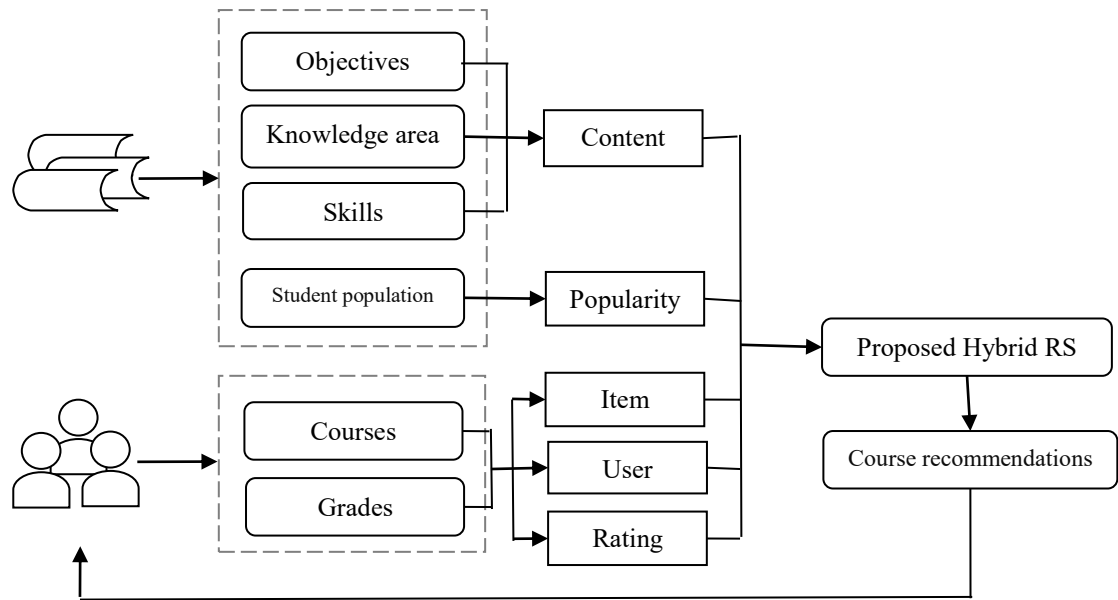 Objectives
Knowledge area
Skills
Student population
Content
Popularity
Courses
Grades
Item
User
Rating
Proposed Hybrid RS
Course recommendations